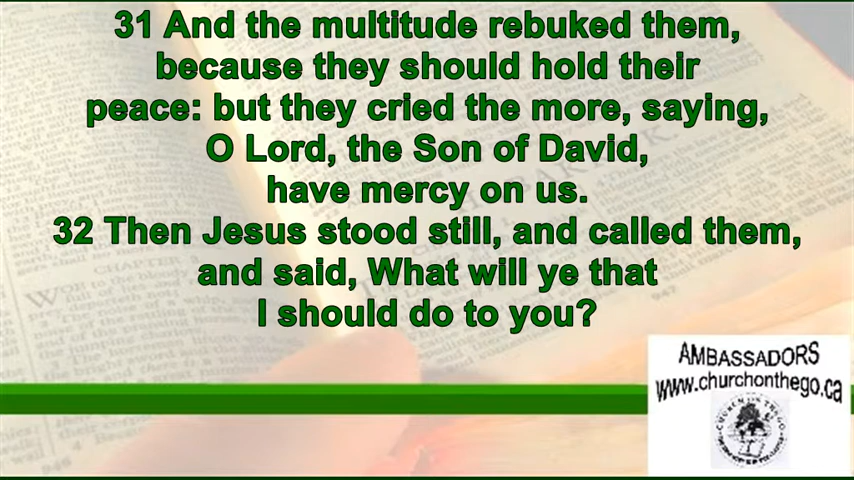 31 And the multitude rebuked them,
because they should hold their
peace: but they cried the more, saying,
O Lord, the Son of David,
have mercy on us.
32 Then Jesus stood still, and called them,
and said, What will ye that
I should do to you?
AMBASSADORS
www.churchonthego.ca